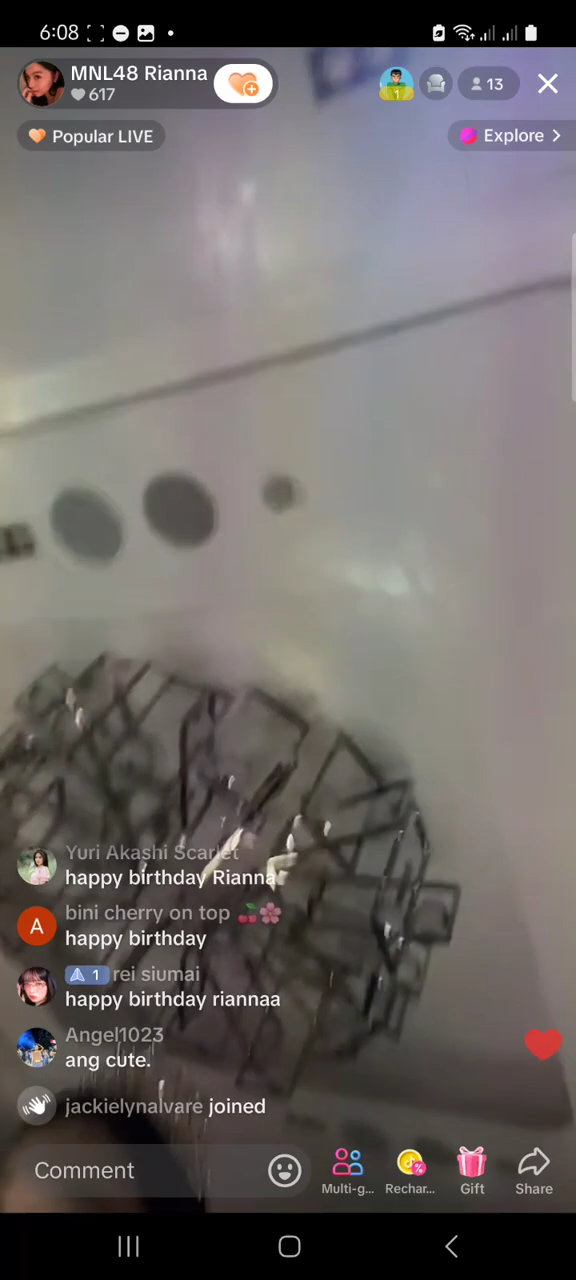 6:08
MNL48 Rianna
617
1
13
Popular LIVE
Explore
Yuri Akashi Scarlet
happy birthday Rianna
A
bini cherry on top 🍒🌸
happy birthday
1 rei siumai
happy birthday riannaa
Angel1023
ang cute.
jackielynalvare joined
Comment
Multi-g...
Rechar...
Gift
Share